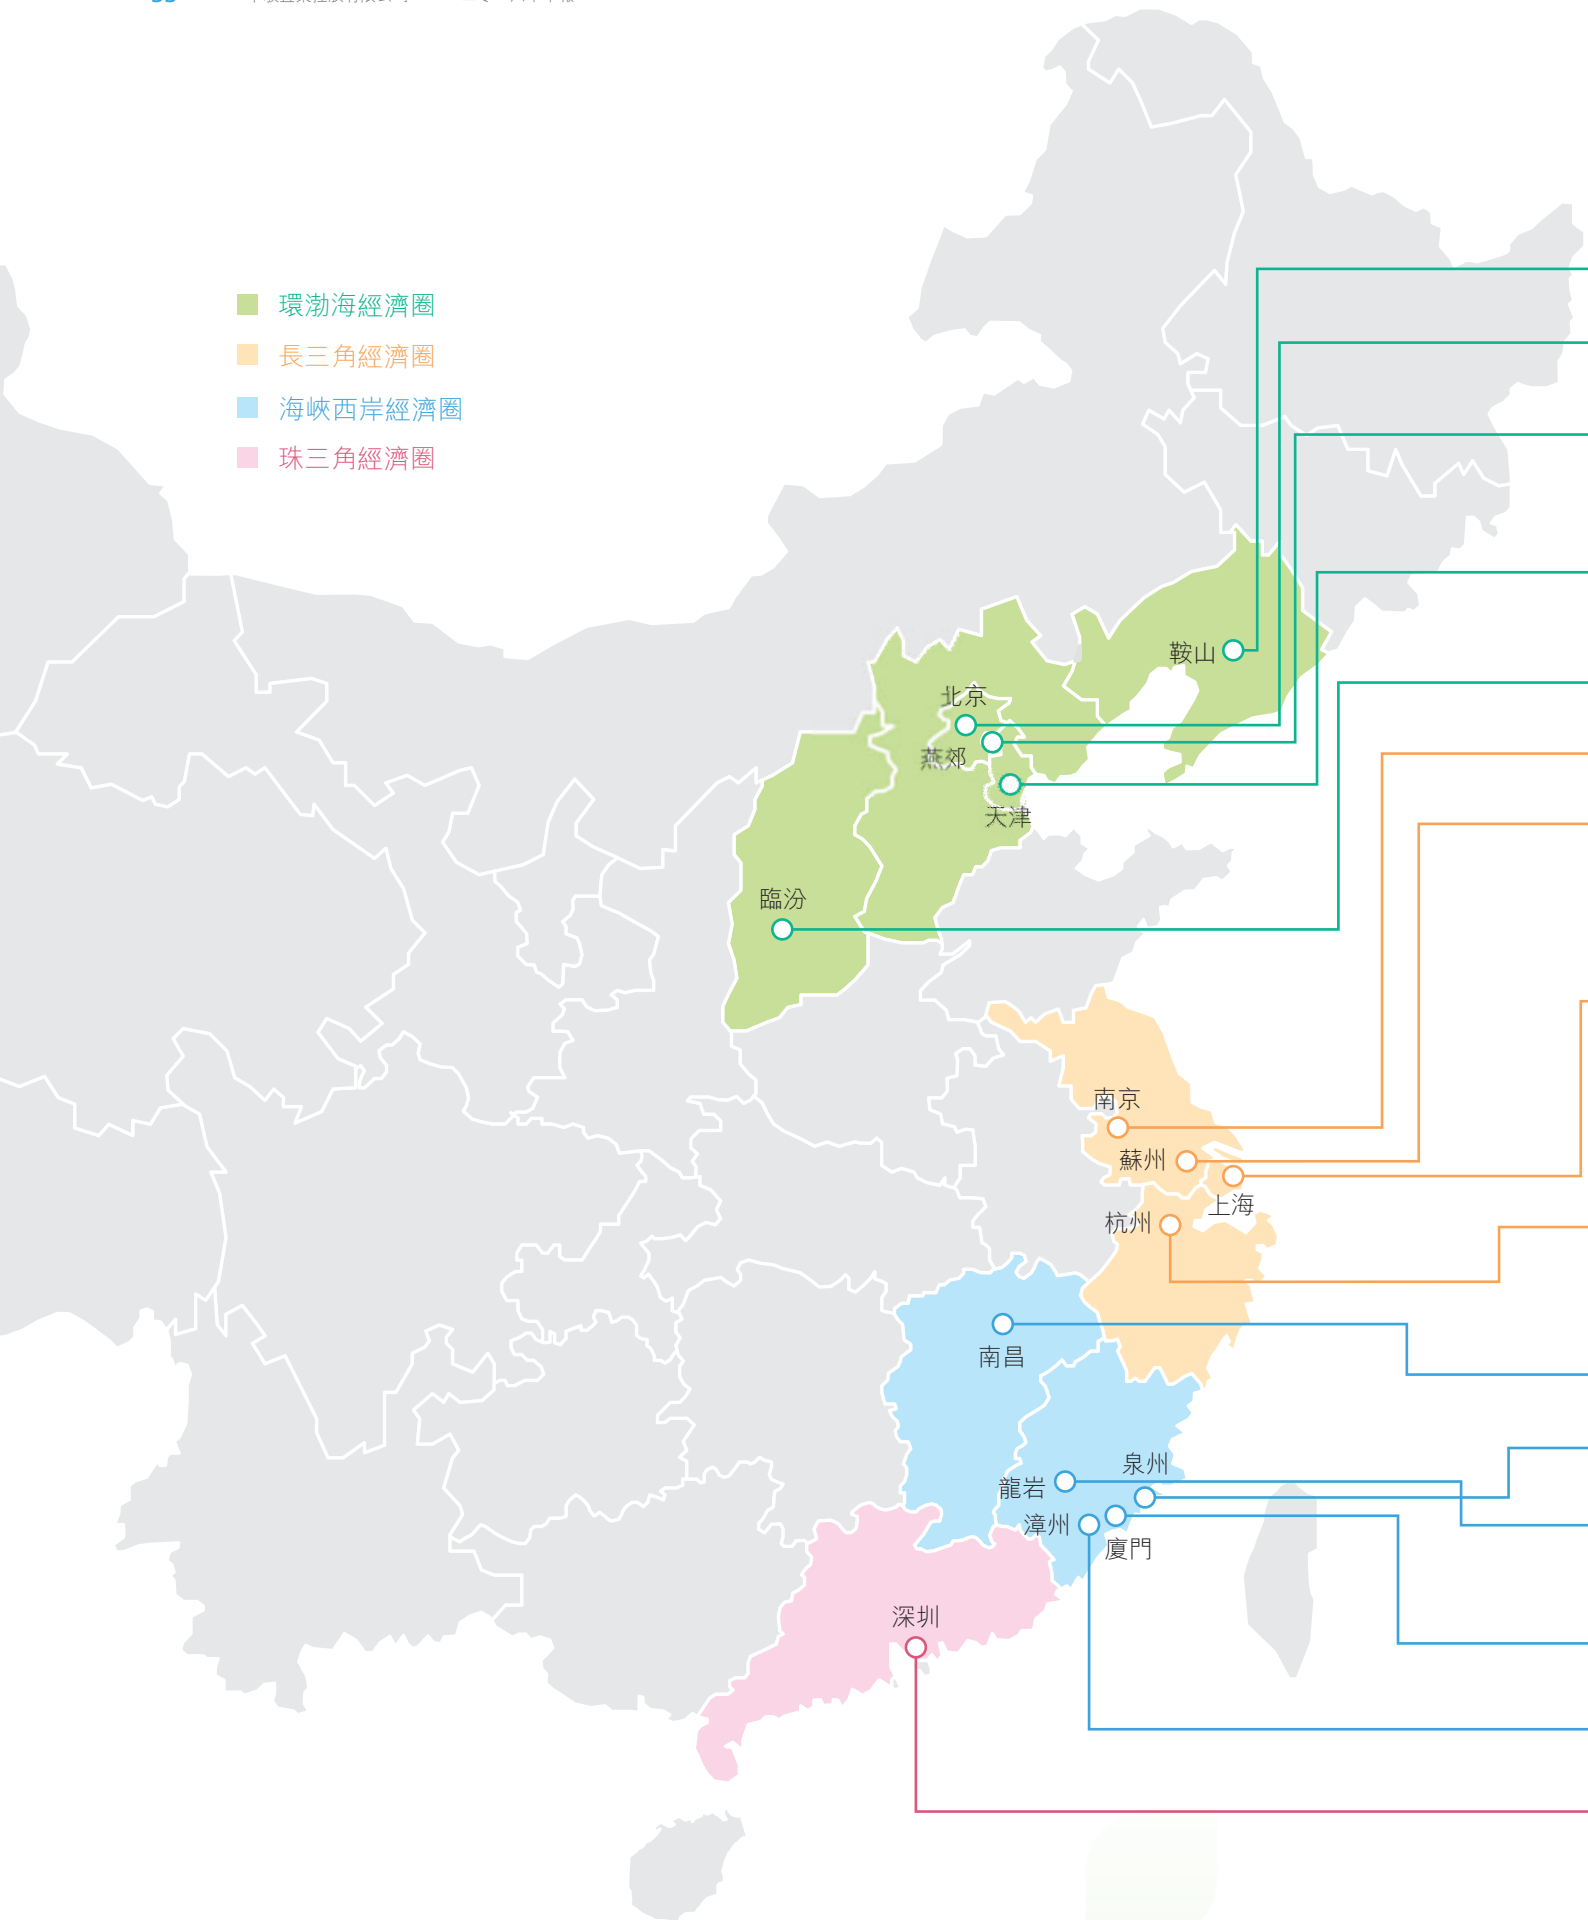 環渤海經濟圈
長三角經濟圈
海峽西岸經濟圈
珠三角經濟圈
鞍山
北京
燕郊
天津
臨汾
南京
蘇州
上海
杭州
南昌
泉州
龍岩
漳州
廈門
深圳